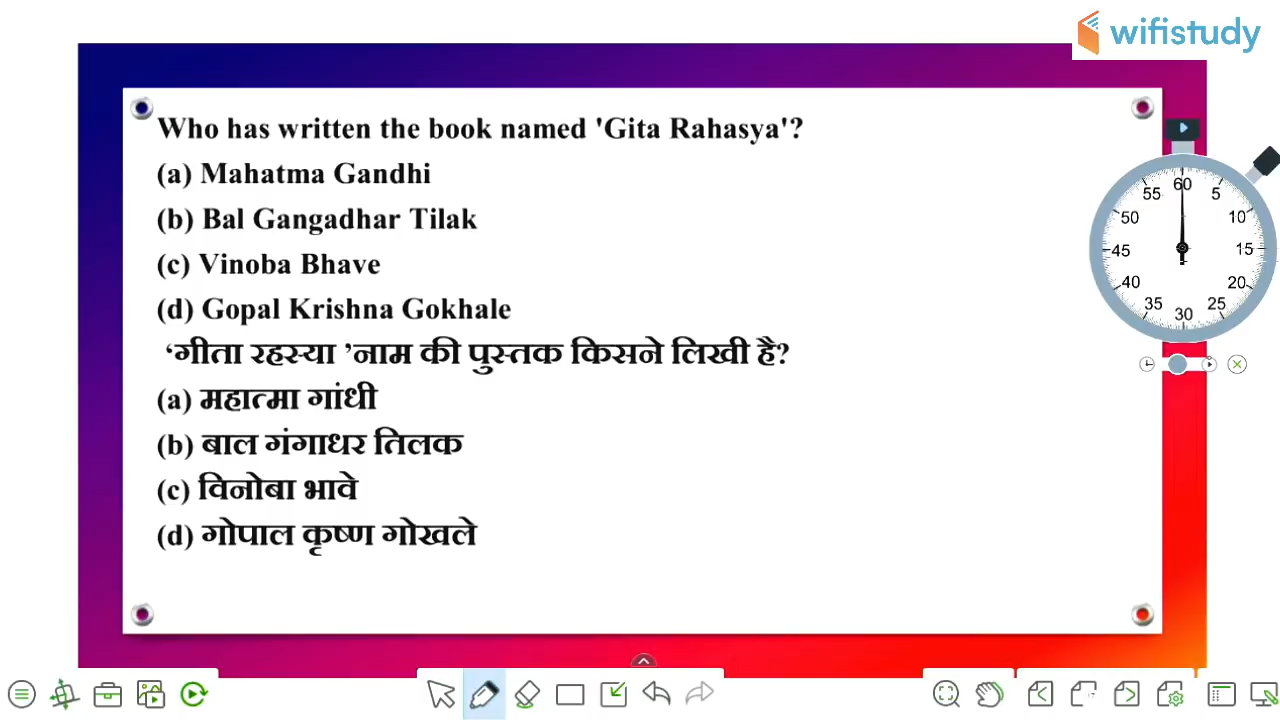 wifistudy
Who has written the book named 'Gita Rahasya'?
(a) Mahatma Gandhi
(b) Bal Gangadhar Tilak
(c) Vinoba Bhave
(d) Gopal Krishna Gokhale
‘गीता रहस्या ’नाम की पुस्तक किसने लिखी है?
(a) महात्मा गांधी
(b) बाल गंगाधर तिलक
(c) विनोबा भावे
(d) गोपाल कृष्ण गोखले
60
5
10
15
20
25
30
35
40
45
50
55